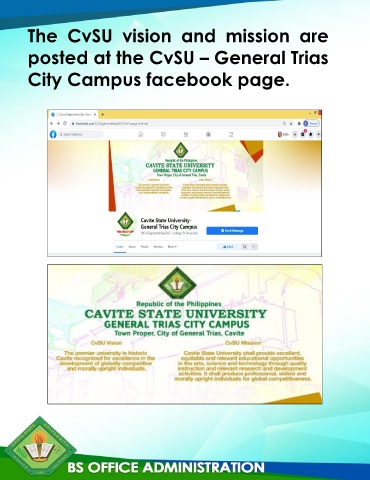 The CvSU vision and mission are
posted at the CvSU – General Trias
City Campus facebook page.
Republic of the Philippines
CAVITE STATE UNIVERSITY
GENERAL TRIAS CITY CAMPUS
Town Proper, City of General Trias, Cavite
Cavite State University-
General Trias City Campus
Send Message
Republic of the Philippines
CAVITE STATE UNIVERSITY
GENERAL TRIAS CITY CAMPUS
Town Proper, City of General Trias, Cavite
CvSU Vision
The premier university in historic
Cavite recognized for excellence in the
development of globally competitive
and morally upright individuals.
CvSU Mission
Cavite State University shall provide excellent,
equitable and relevant educational opportunities
in the arts, science and technology through quality
instruction and relevant research and development
activities. It shall produce professional, skilled and
morally upright individuals for global competitiveness.
BS OFFICE ADMINISTRATION